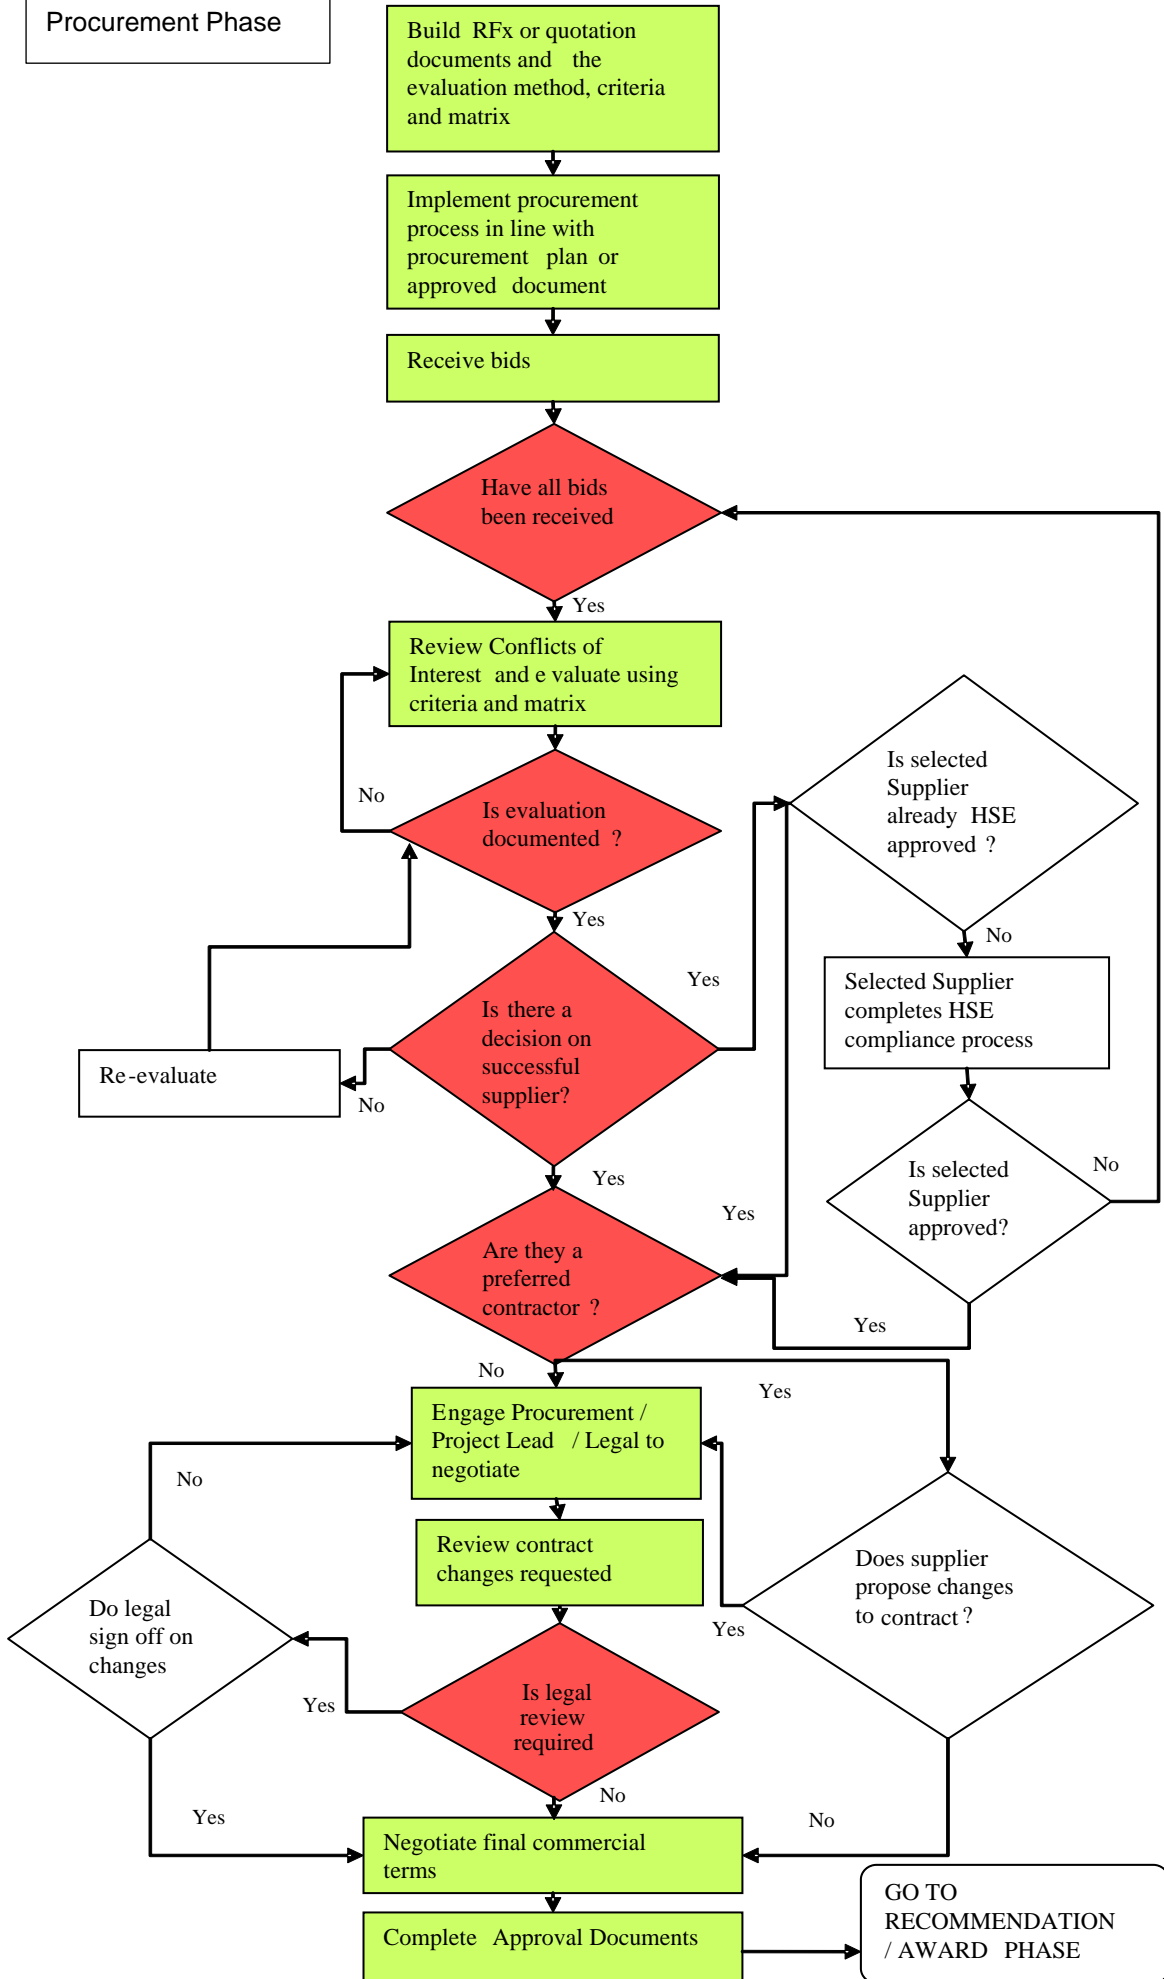 Procurement Phase
Build RFx or quotation
documents and the
evaluation method, criteria
and matrix
Implement procurement
process in line with
procurement plan or
approved document
Receive bids
Have all bids
been received
Yes
Review Conflicts of
Interest and e valuate using
criteria and matrix
No
Is evaluation
documented ?
Yes
Is selected
Supplier
already HSE
approved ?
No
Yes
Selected Supplier
completes HSE
compliance process
Is there a
decision on
successful
supplier?
Re-evaluate
No
Yes
Is selected
Supplier
approved?
No
Yes
Are they a
preferred
contractor ?
Yes
No
Yes
Engage Procurement /
Project Lead / Legal to
negotiate
No
Review contract
changes requested
Does supplier
propose changes
to contract ?
Do legal
sign off on
changes
Yes
Yes
Is legal
review
required
No
Yes
No
Negotiate final commercial
terms
Complete Approval Documents
GO TO
RECOMMENDATION
/ AWARD PHASE